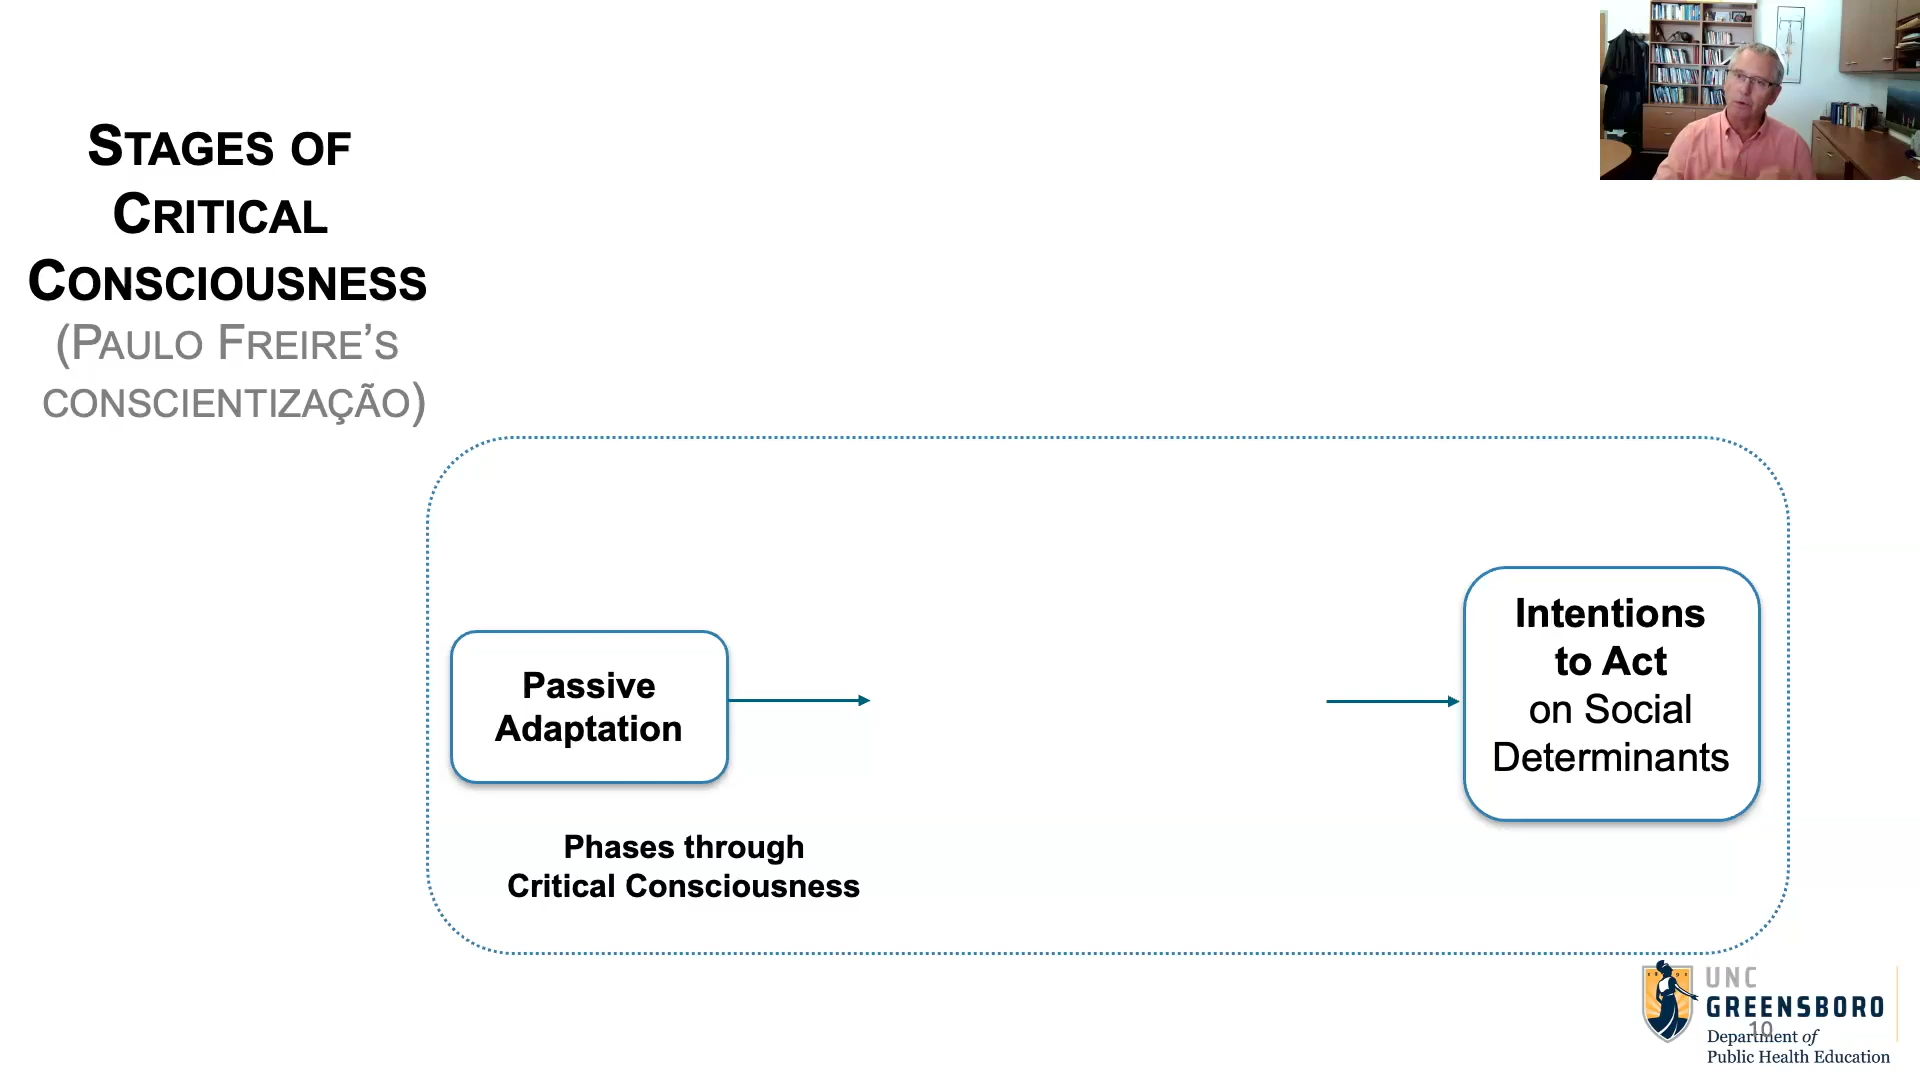 STAGES OF
CRITICAL
CONSCIOUSNESS
(PAULO FREIRE’S
CONSCIENTIZAÇÃO)
Passive
Adaptation
Intentions
to Act
on Social
Determinants
Phases through
Critical Consciousness
UNC
GREENSBORO
10
Department of
Public Health Education